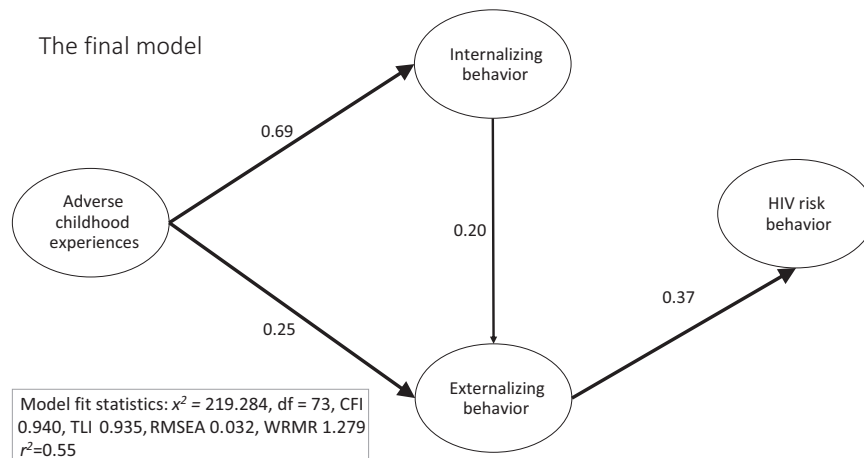 The final model
Internalizing
behavior
0.69
Adverse
childhood
experiences
HIV risk
behavior
0.20
0.37
0.25
Externalizing
behavior
Model fit statistics: x² = 219.284, df = 73, CFI
0.940, TLI 0.935, RMSEA 0.032, WRMR 1.279
r²=0.55